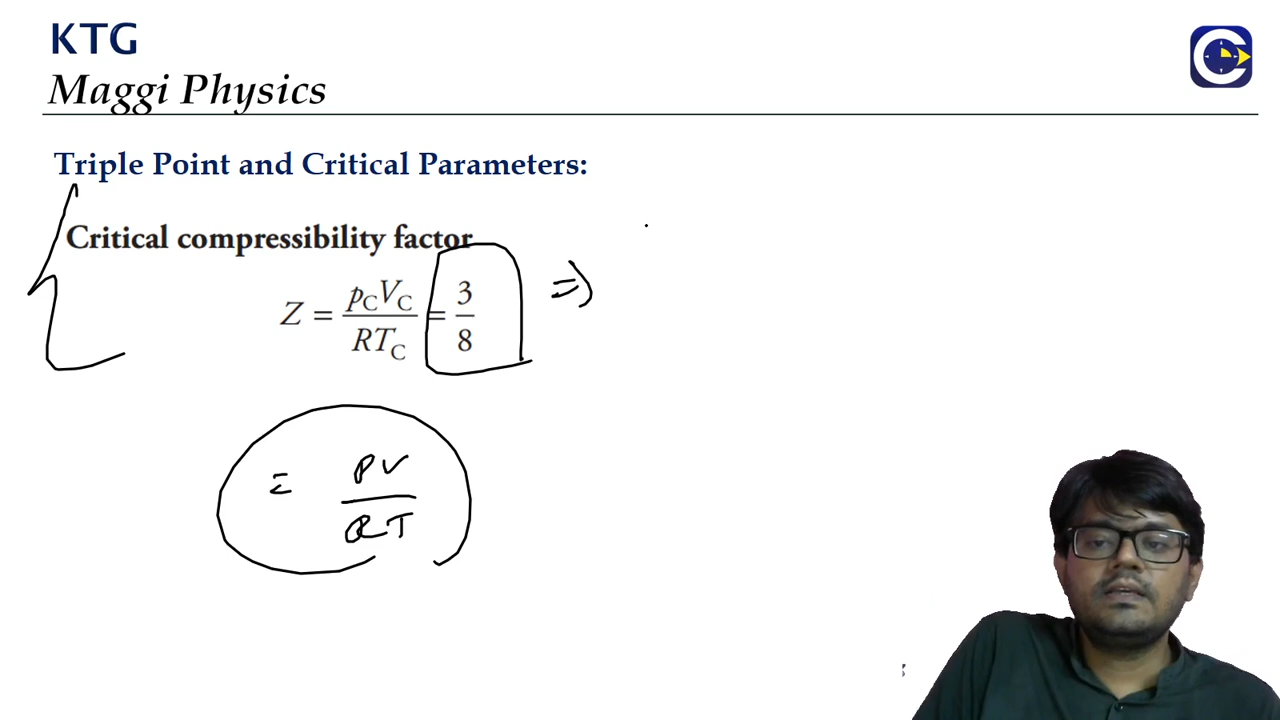 KTG
Maggi Physics
Triple Point and Critical Parameters:
Critical compressibility factor
Z = pCVC / RTC = 3 / 8 ⇒
= PV / RT